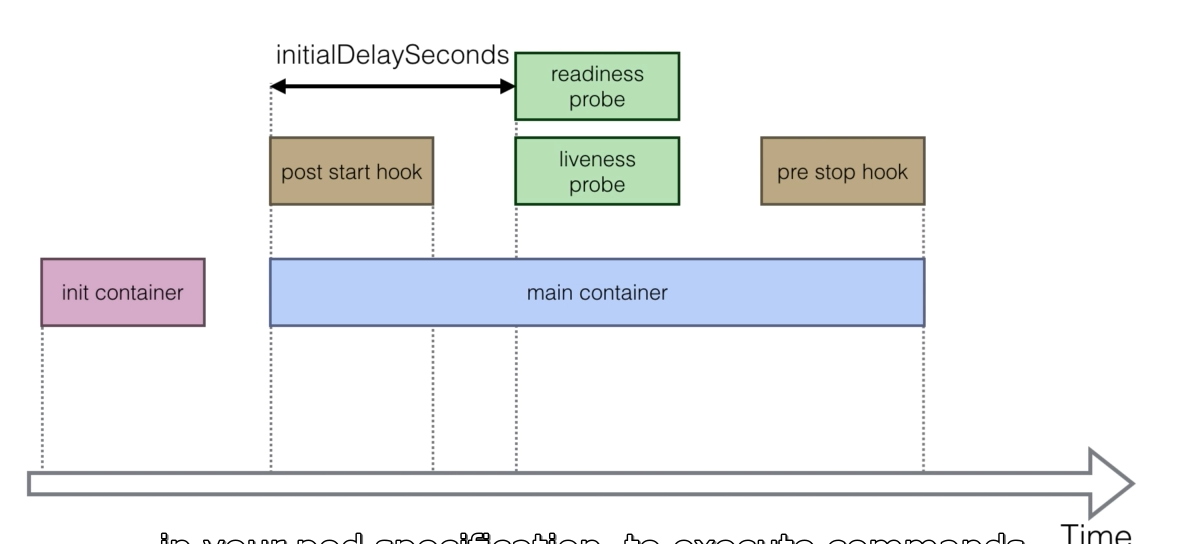 initialDelaySeconds
readiness
probe
post start hook
liveness
probe
pre stop hook
init container
main container
Time
in your pod specification, to execute commands